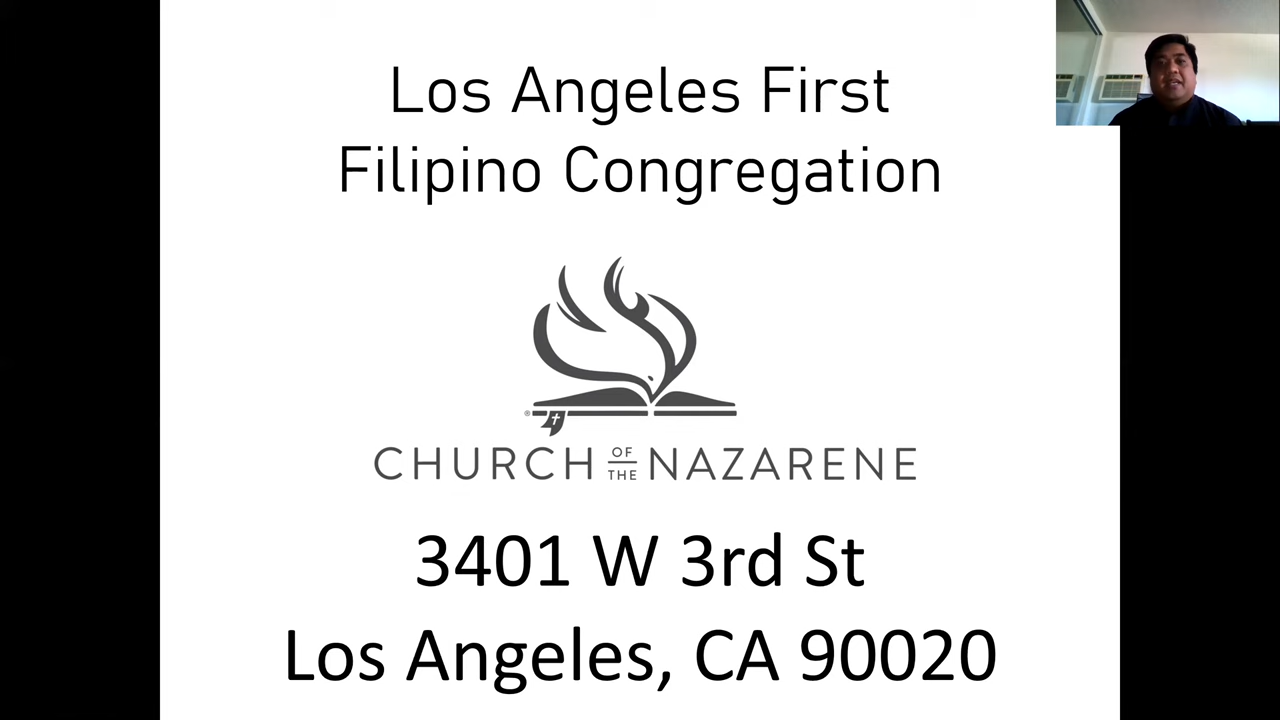 Los Angeles First
Filipino Congregation
CHURCH OF THE NAZARENE
3401 W 3rd St
Los Angeles, CA 90020